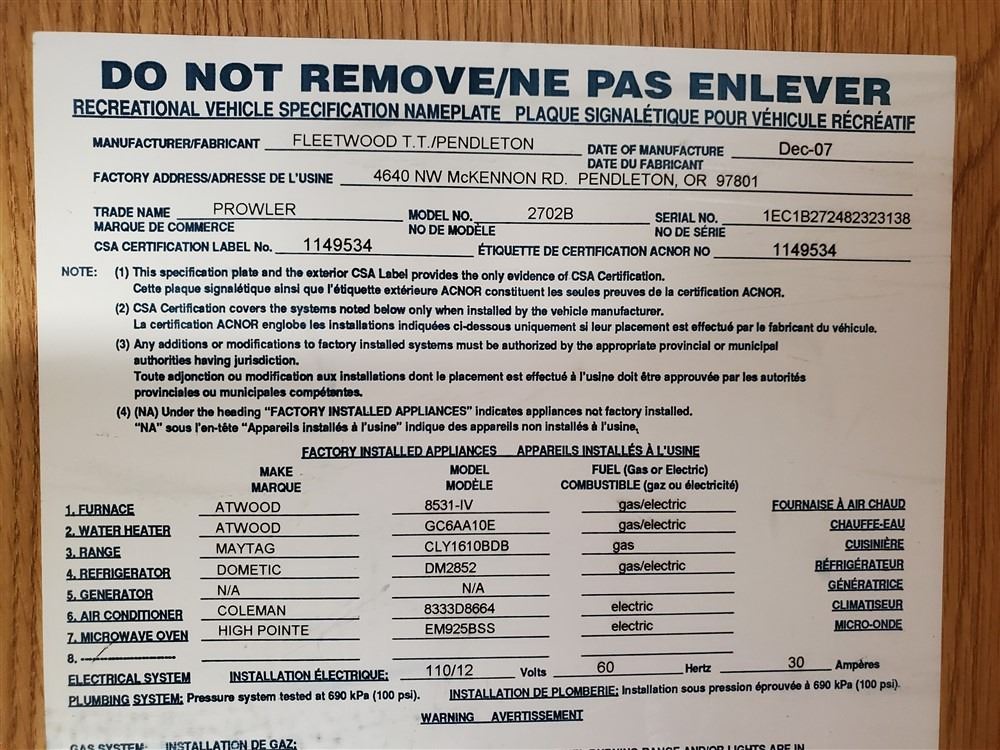 DO NOT REMOVE/NE PAS ENLEVER
RECREATIONAL VEHICLE SPECIFICATION NAMEPLATE PLAQUE SIGNALÉTIQUE POUR VÉHICULE RÉCRÉATIF
MANUFACTURER/FABRICANT FLEETWOOD T.T./PENDLETON DATE OF MANUFACTURE Dec-07
DATE DU FABRICANT
FACTORY ADDRESS/ADRESSE DE L'USINE 4640 NW McKENNON RD. PENDLETON, OR 97801
TRADE NAME PROWLER MODEL NO. 2702B SERIAL NO. 1EC1B272482323138
MARQUE DE COMMERCE NO DE MODÈLE NO DE SÉRIE
CSA CERTIFICATION LABEL No. 1149534 ÉTIQUETTE DE CERTIFICATION ACNOR NO 1149534
NOTE: (1) This specification plate and the exterior CSA Label provides the only evidence of CSA Certification.
Cette plaque signalétique ainsi que l'étiquette extérieure ACNOR constituent les seules preuves de la certification ACNOR.
(2) CSA Certification covers the systems noted below only when installed by the vehicle manufacturer.
La certification ACNOR englobe les installations indiquées ci-dessous uniquement si leur placement est effectué par le fabricant du véhicule.
(3) Any additions or modifications to factory installed systems must be authorized by the appropriate provincial or municipal
authorities having jurisdiction.
Toute adjonction ou modification aux installations dont le placement est effectué à l'usine doit être approuvée par les autorités
provinciales ou municipales compétantes.
(4) (NA) Under the heading "FACTORY INSTALLED APPLIANCES" indicates appliances not factory installed.
"NA" sous l'en-tête "Appareils installés à l'usine" indique des appareils non installés à l'usine,
FACTORY INSTALLED APPLIANCES APPAREILS INSTALLÉS À L'USINE
MAKE MODEL FUEL (Gas or Electric)
MARQUE MODÈLE COMBUSTIBLE (gaz ou électricité)
1. FURNACE ATWOOD 8531-IV gas/electric FOURNAISE À AIR CHAUD
2. WATER HEATER ATWOOD GC6AA10E gas/electric CHAUFFE-EAU
3. RANGE MAYTAG CLY1610BDB gas CUISINIÈRE
4. REFRIGERATOR DOMETIC DM2852 gas/electric RÉFRIGÉRATEUR
5. GENERATOR N/A N/A GÉNÉRATRICE
6. AIR CONDITIONER COLEMAN 8333D8664 electric CLIMATISEUR
7. MICROWAVE OVEN HIGH POINTE EM925BSS electric MICRO-ONDE
8.
ELECTRICAL SYSTEM INSTALLATION ÉLECTRIQUE: 110/12 Volts 60 Hertz 30 Ampères
PLUMBING SYSTEM: Pressure system tested at 690 kPa (100 psi). INSTALLATION DE PLOMBERIE: Installation sous pression éprouvée à 690 kPa (100 psi).
WARNING AVERTISSEMENT
GAS SYSTEM: INSTALLATION DE GAZ: RANGE AND/OR LIGHTS ARE IN